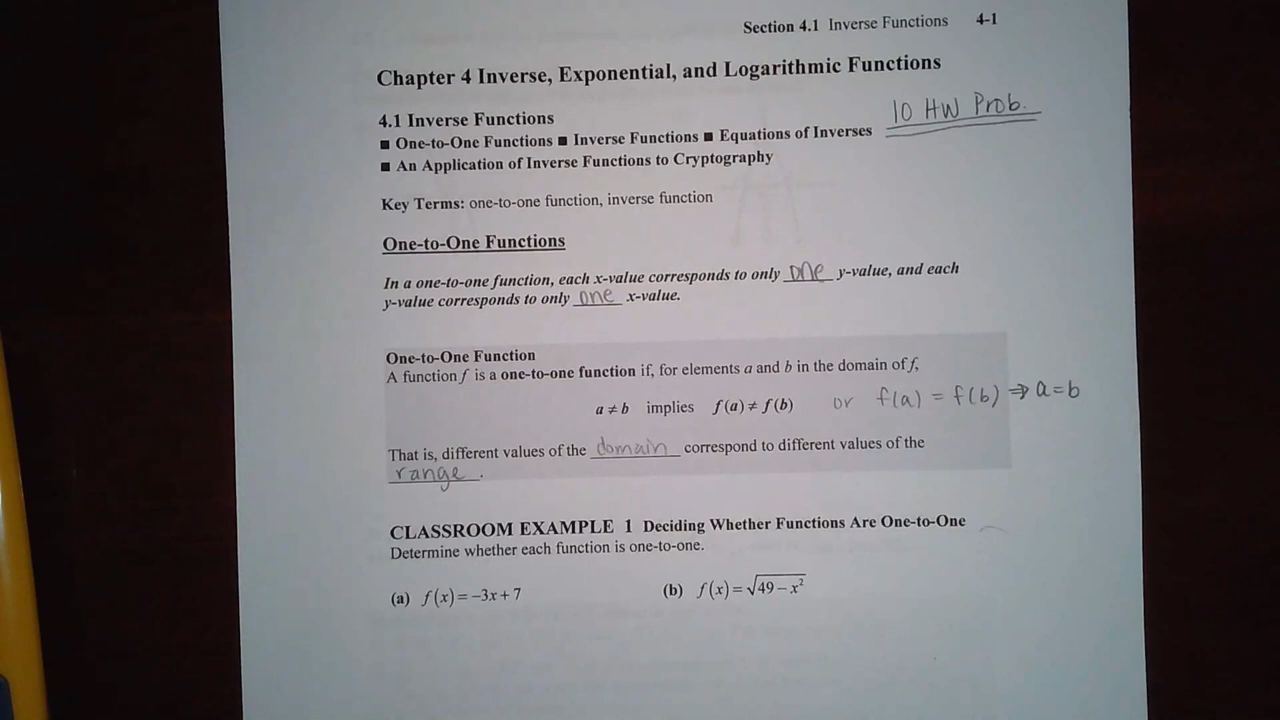 Section 4.1 Inverse Functions 4-1
Chapter 4 Inverse, Exponential, and Logarithmic Functions
4.1 Inverse Functions
10 HW Prob.
■ One-to-One Functions ■ Inverse Functions ■ Equations of Inverses
■ An Application of Inverse Functions to Cryptography
Key Terms: one-to-one function, inverse function
One-to-One Functions
In a one-to-one function, each x-value corresponds to only one y-value, and each
y-value corresponds to only one x-value.
One-to-One Function
A function f is a one-to-one function if, for elements a and b in the domain of f,
a ≠ b implies f(a) ≠ f(b) or f(a) = f(b) ⇒ a = b
That is, different values of the domain correspond to different values of the
range.
CLASSROOM EXAMPLE 1 Deciding Whether Functions Are One-to-One
Determine whether each function is one-to-one.
(a) f(x) = −3x + 7 (b) f(x) = √49 − x²